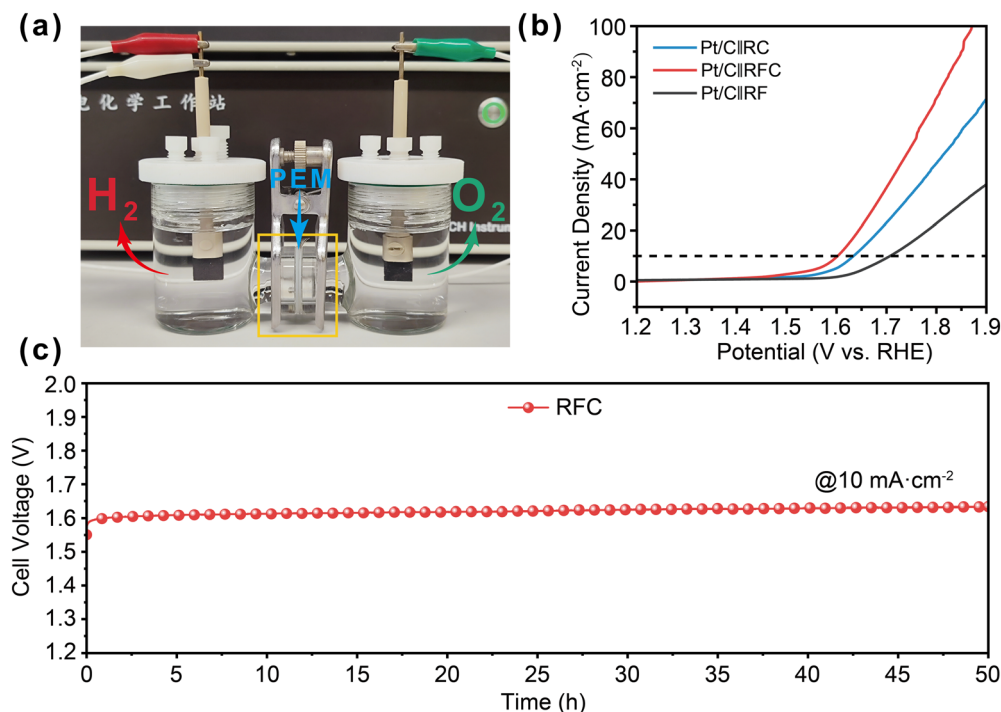 (a)
电化学工作站
H2
PEM
O2
CH Instrum
(b)
Current Density (mA·cm-2)
100
80
60
40
20
10
0
Pt/C||RC
Pt/C||RFC
Pt/C||RF
1.2 1.3 1.4 1.5 1.6 1.7 1.8 1.9
Potential (V vs. RHE)
(c)
Cell Voltage (V)
2.0
1.9
1.8
1.7
1.6
1.5
1.4
1.3
1.2
RFC
@10 mA·cm-2
0 5 10 15 20 25 30 35 40 45 50
Time (h)